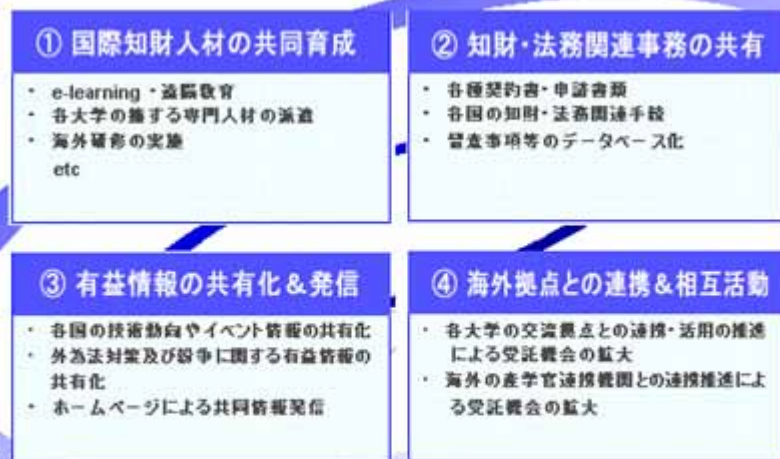 ① 国際知財人材の共同育成
・ e-learning ・遠隔教育
・ 各大学の擁する専門人材の派遣
・ 海外研修の実施
etc
② 知財・法務関連事務の共有
・ 各種契約書・申請書類
・ 各国の知財・法務関連手続
・ 留意事項等のデータベース化
③ 有益情報の共有化＆発信
・ 各国の技術動向やイベント情報の共有化
・ 外為法対策及び紛争に関する有益情報の
共有化
・ ホームページによる共同情報発信
④ 海外拠点との連携＆相互活動
・ 各大学の交流拠点との連携・活用の推進
による受託機会の拡大
・ 海外の産学官連携機関との連携推進によ
る受託機会の拡大